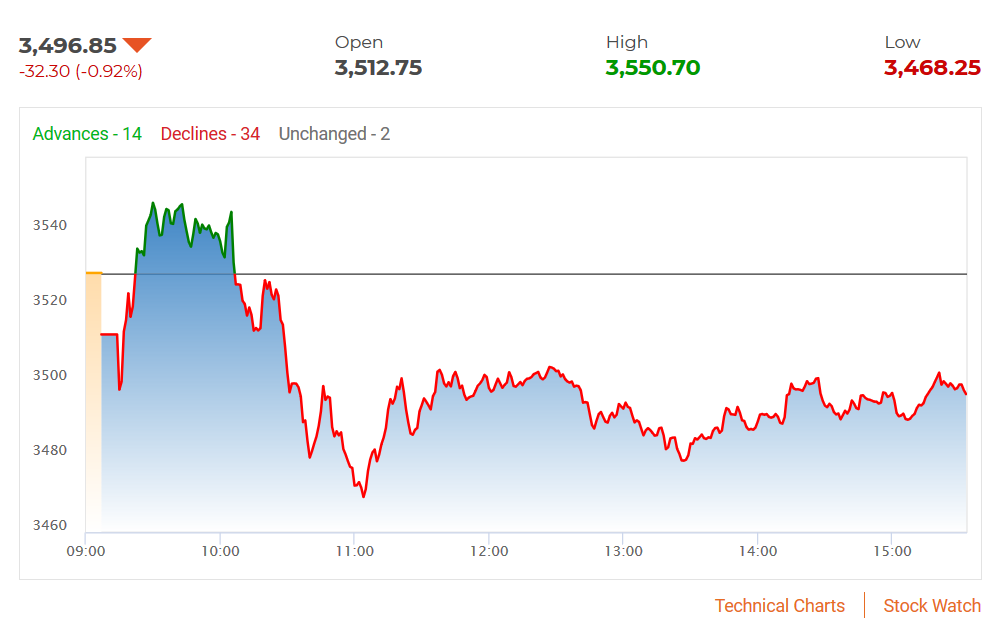 3,496.85
-32.30 (-0.92%)
Open
3,512.75
High
3,550.70
Low
3,468.25
Advances - 14 Declines - 34 Unchanged - 2
3540
3520
3500
3480
3460
09:00 10:00 11:00 12:00 13:00 14:00 15:00
Technical Charts Stock Watch